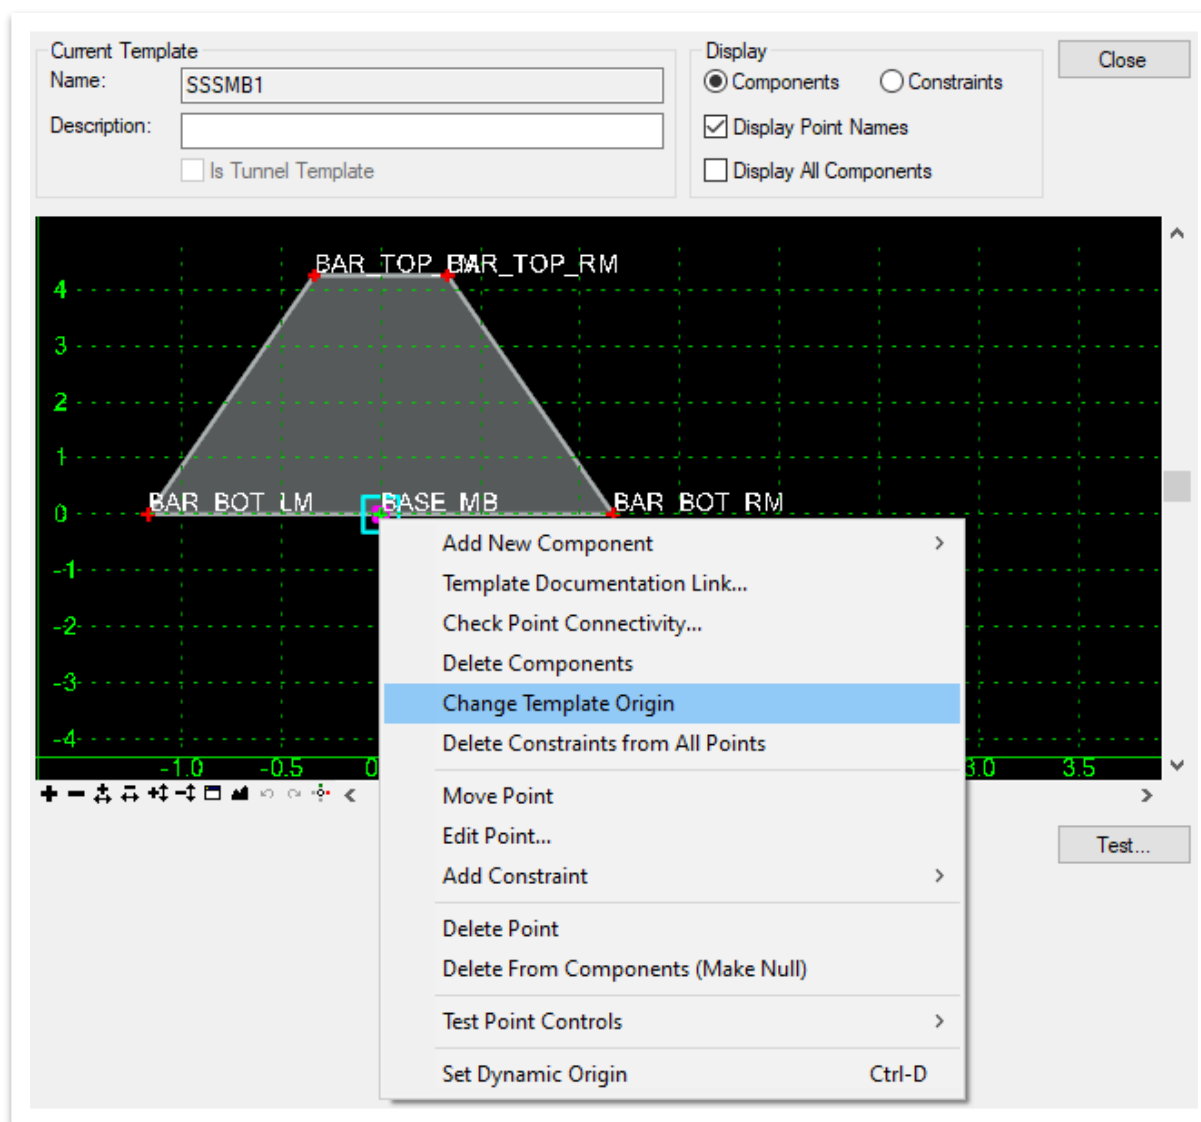 Current Template
Name: SSSMB1
Description:
Is Tunnel Template
Display
Components Constraints
Display Point Names
Display All Components
Close
BAR_TOP_ BAR_TOP_RM
4
3
2
1
BAR_BOT_LM BASE_MB BAR_BOT_RM
0
-1
-2
-3
-4
-1.0 -0.5 0 3.0 3.5
Add New Component
Template Documentation Link...
Check Point Connectivity...
Delete Components
Change Template Origin
Delete Constraints from All Points
Move Point
Edit Point...
Add Constraint
Delete Point
Delete From Components (Make Null)
Test Point Controls
Set Dynamic Origin Ctrl-D
Test...